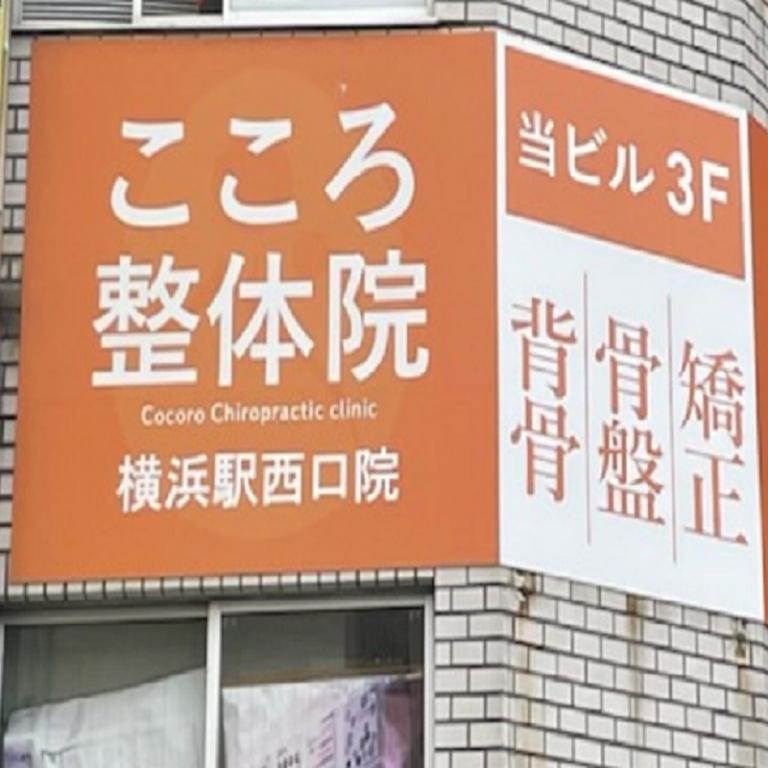 こころ
整体院
Cocoro Chiropractic clinic
横浜駅西口院
当ビル 3F
矯正
骨盤
背骨